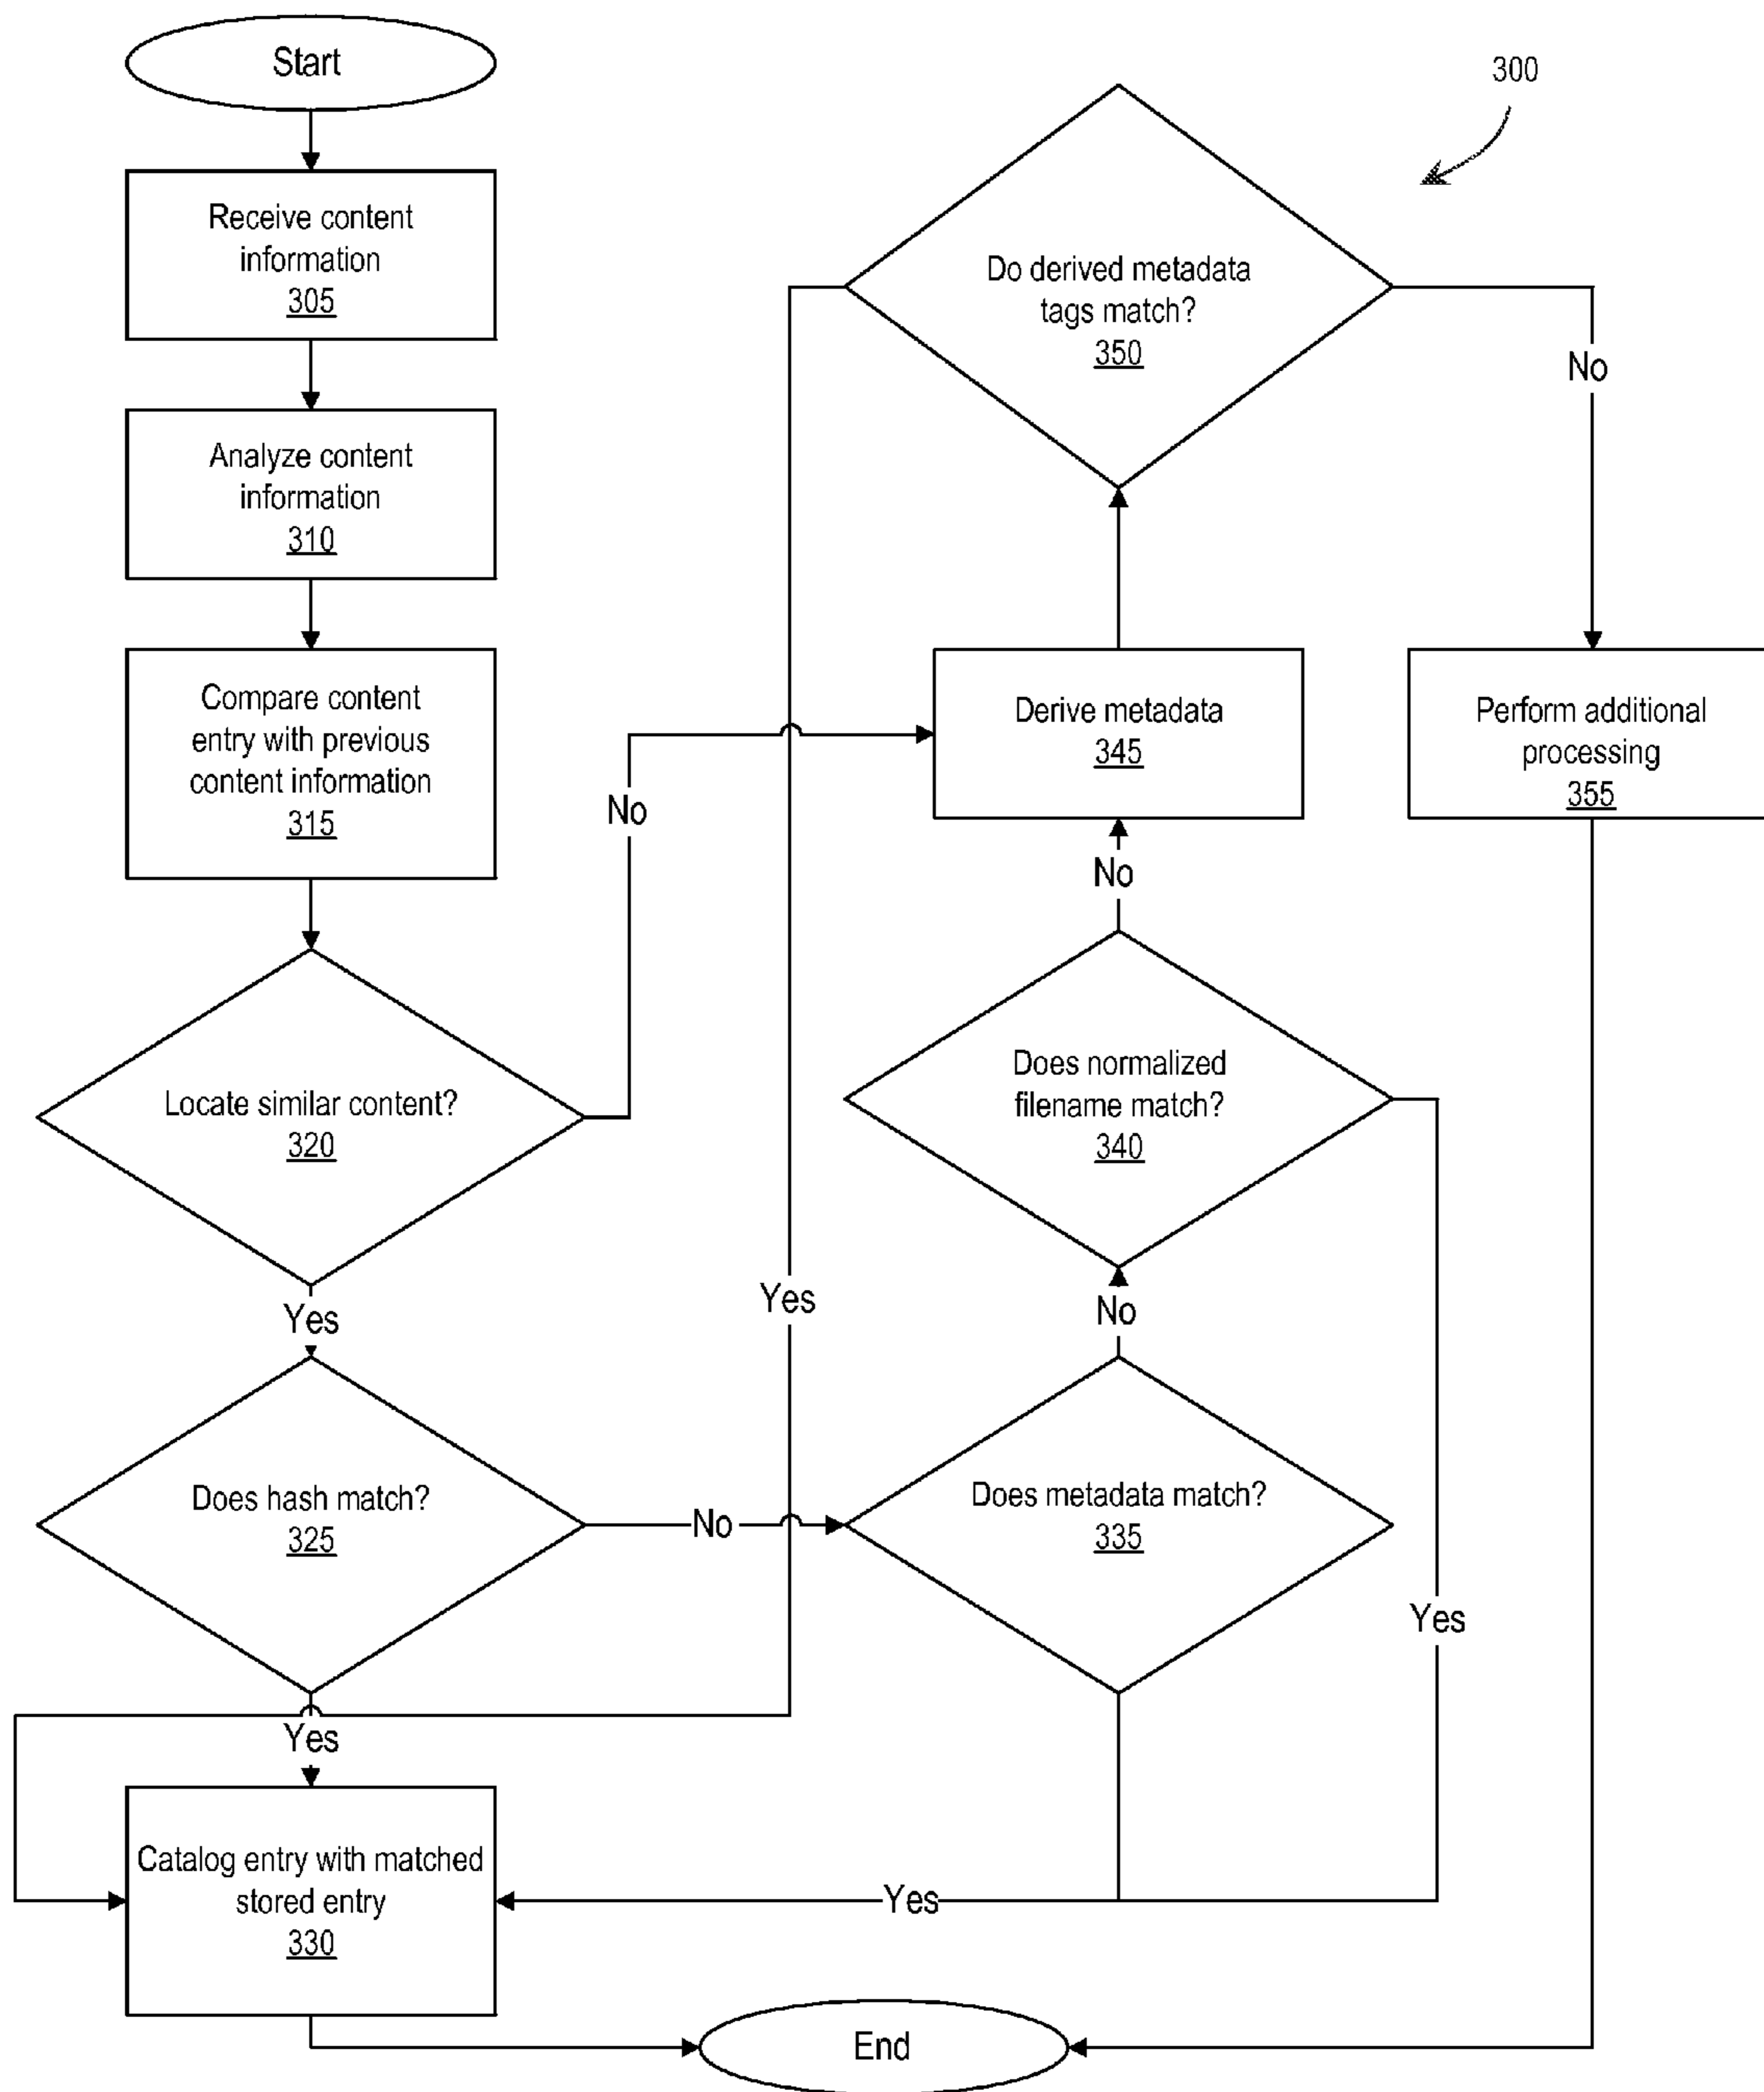 Start
300
Receive content
information
305
Analyze content
information
310
Compare content
entry with previous
content information
315
Locate similar content?
320
No
Yes
Does hash match?
325
No
Yes
Catalog entry with matched
stored entry
330
Do derived metadata
tags match?
350
No
Yes
Derive metadata
345
Perform additional
processing
355
No
Does normalized
filename match?
340
No
Yes
Does metadata match?
335
Yes
End